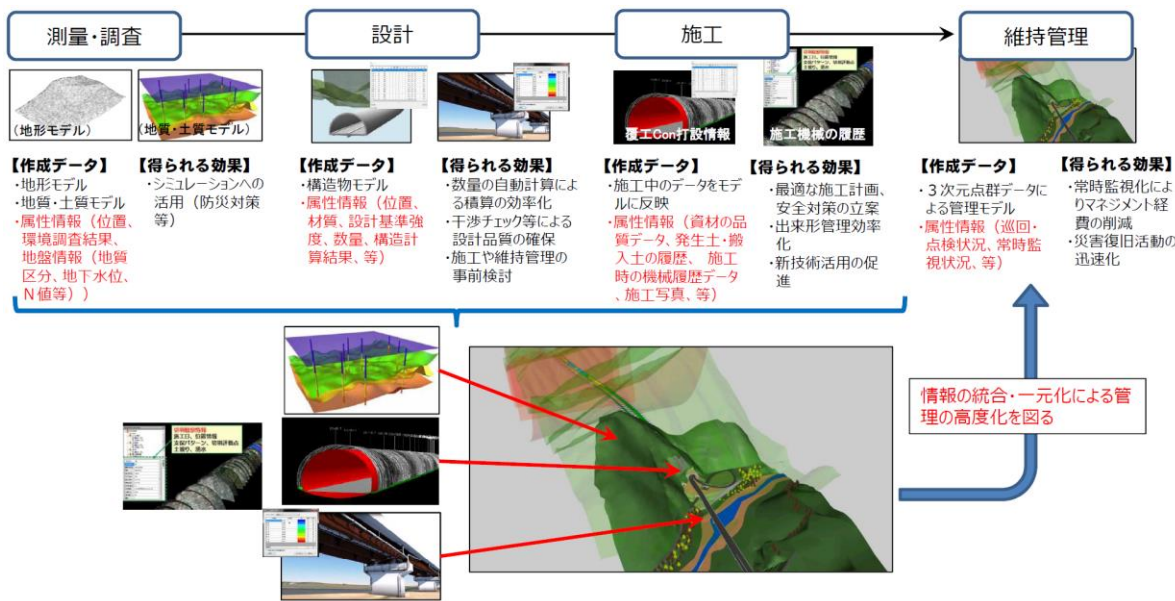 測量・調査
設計
施工
維持管理
(地形モデル)
(地質・土質モデル)
覆工Con打設情報
施工機械の履歴
【作成データ】
・地形モデル
・地質・土質モデル
・属性情報（位置、
環境調査結果、
地盤情報（地質
区分、地下水位、
N値等））
【得られる効果】
・シミュレーションへの
活用（防災対策
等）
【作成データ】
・構造物モデル
・属性情報（位置、
材質、設計基準強
度、数量、構造計
算結果、等）
【得られる効果】
・数量の自動計算によ
る積算の効率化
・干渉チェック等による
設計品質の確保
・施工や維持管理の
事前検討
【作成データ】
・施工中のデータをモデ
ルに反映
・属性情報（資材の品
質データ、発生土・搬
入土の履歴、 施工
時の機械履歴データ
、施工写真、等）
【得られる効果】
・最適な施工計画、
安全対策の立案
・出来形管理効率
化
・新技術活用の促
進
【作成データ】
・３次元点群データに
よる管理モデル
・属性情報（巡回・
点検状況、常時監
視状況、等）
【得られる効果】
・常時監視化によ
りマネジメント経
費の削減
・災害復旧活動の
迅速化
情報の統合・一元化による管
理の高度化を図る